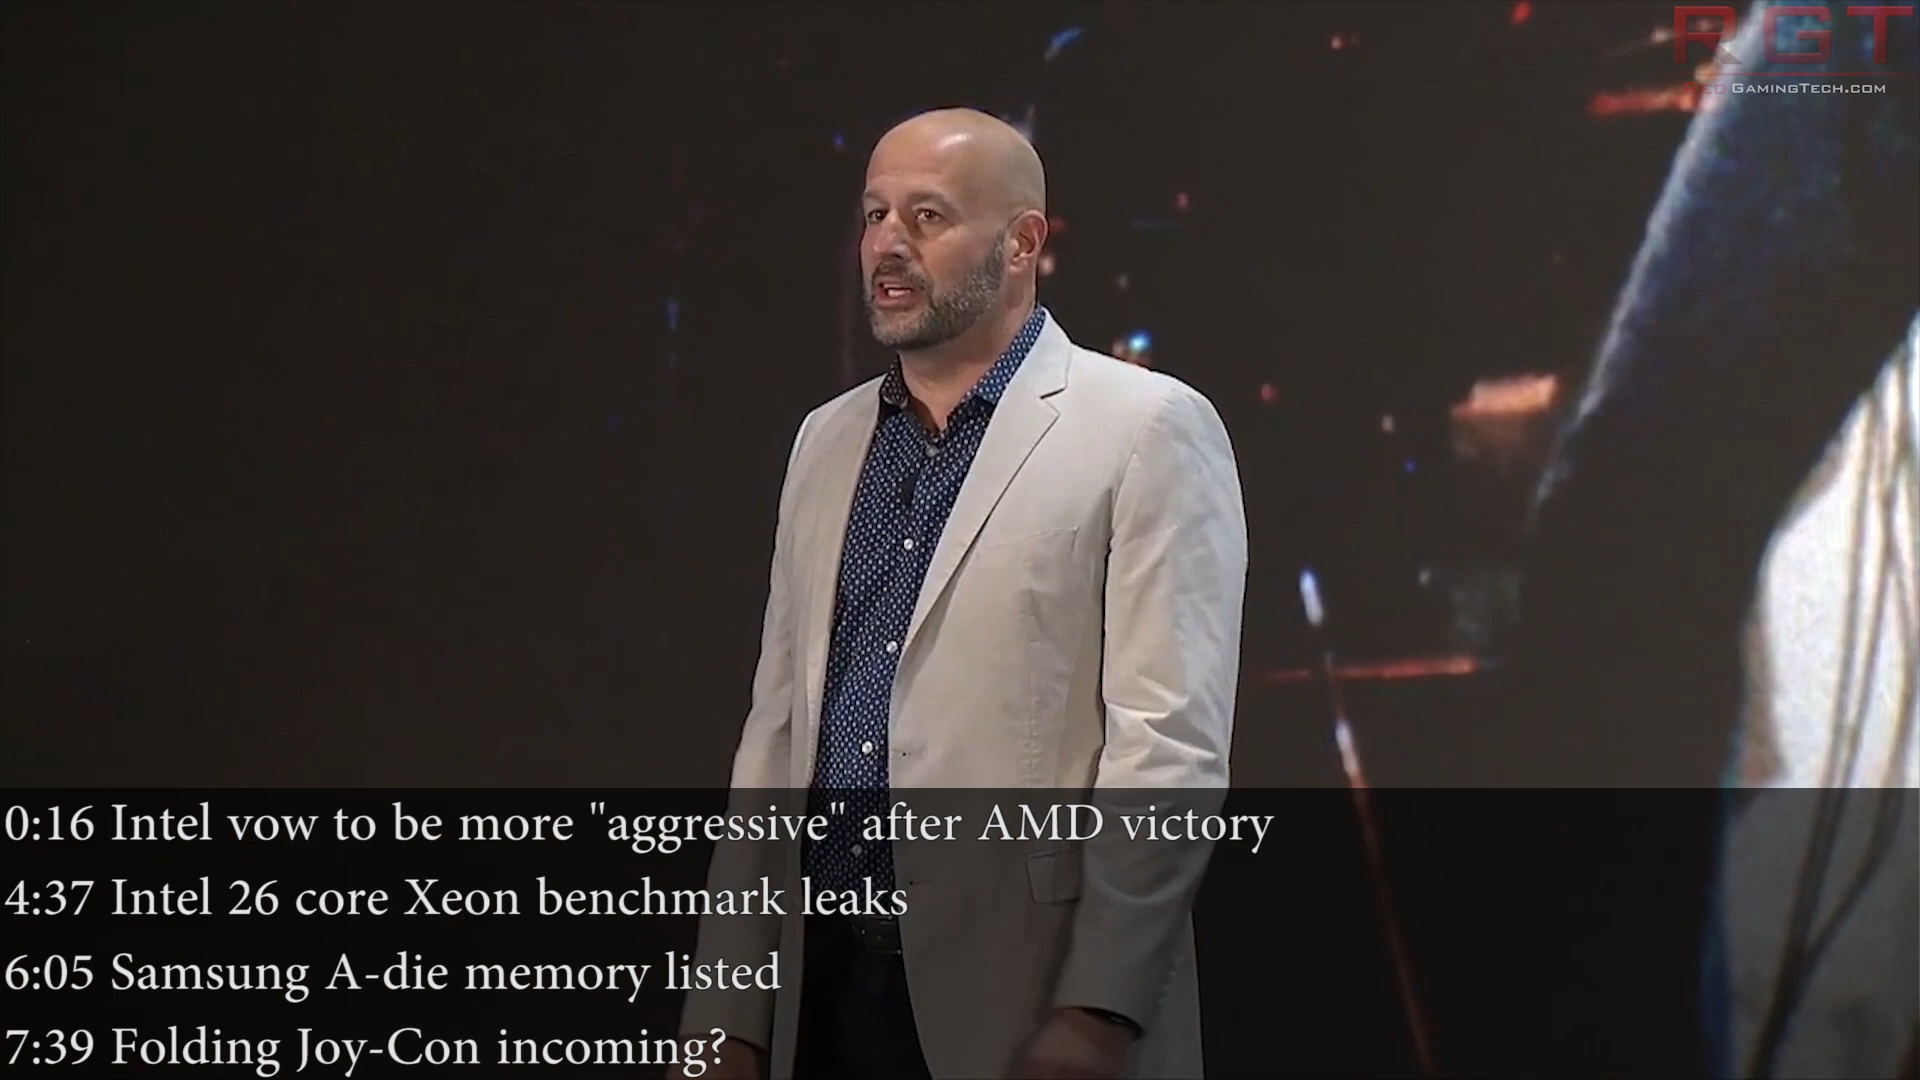 RGT
RED GAMINGTECH.COM
0:16 Intel vow to be more "aggressive" after AMD victory
4:37 Intel 26 core Xeon benchmark leaks
6:05 Samsung A-die memory listed
7:39 Folding Joy-Con incoming?